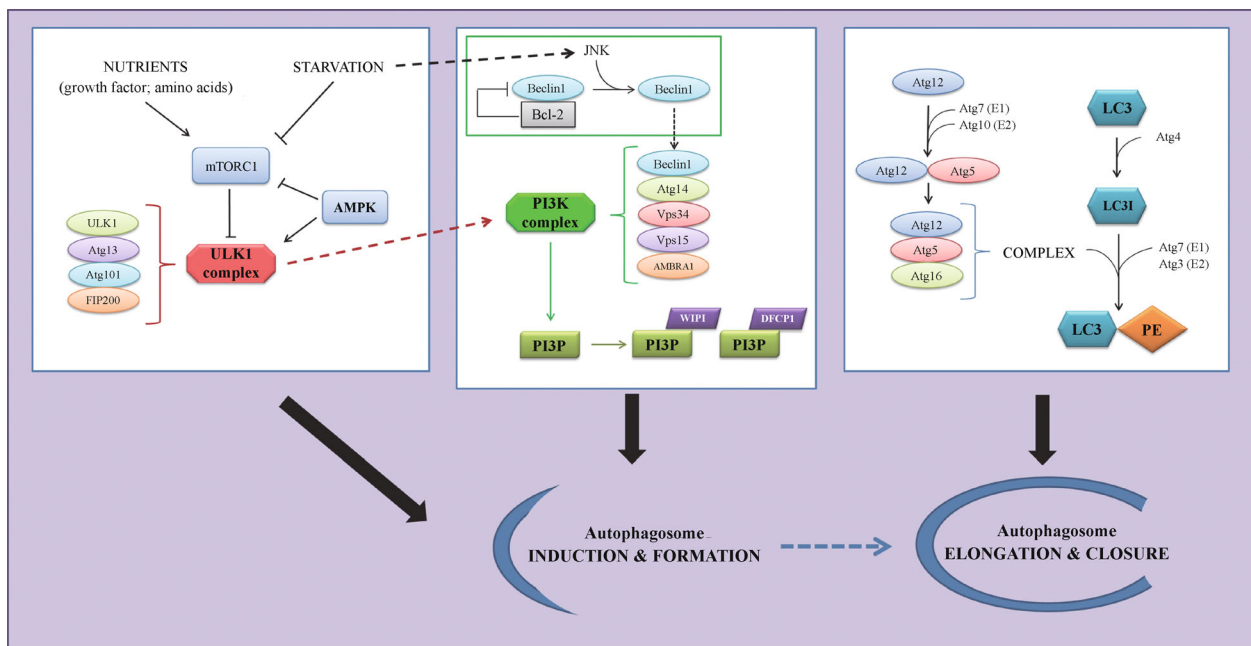 NUTRIENTS
(growth factor; amino acids)
STARVATION
mTORC1
AMPK
ULK1
Atg13
Atg101
FIP200
ULK1
complex
JNK
Beclin1
Bcl-2
Beclin1
Beclin1
Atg14
Vps34
Vps15
AMBRA1
PI3K
complex
PI3P
PI3P
WIPI
PI3P
DFCP1
Atg12
Atg7 (E1)
Atg10 (E2)
Atg12
Atg5
Atg12
Atg5
Atg16
COMPLEX
LC3
Atg4
LC3I
Atg7 (E1)
Atg3 (E2)
LC3
PE
Autophagosome
INDUCTION & FORMATION
Autophagosome
ELONGATION & CLOSURE